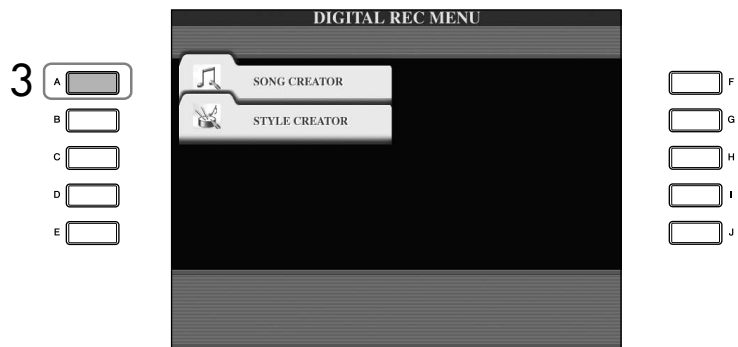 DIGITAL REC MENU
3
A
SONG CREATOR
F
B
STYLE CREATOR
G
C
H
D
I
E
J